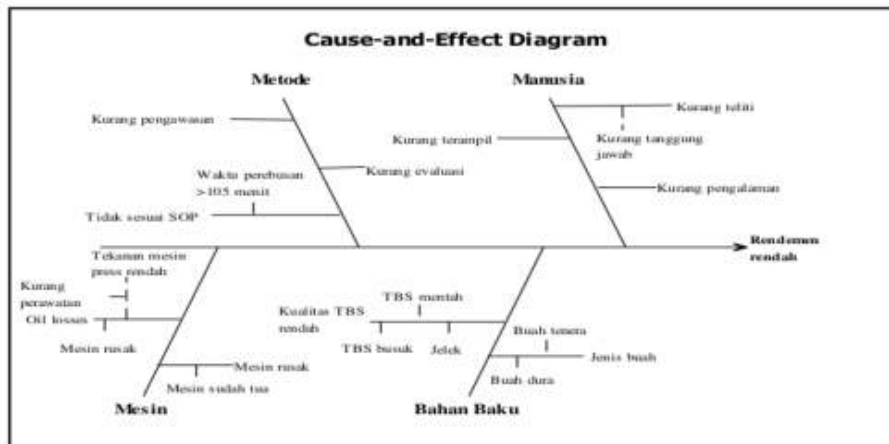 Cause-and-Effect Diagram
Metode
Manusia
Kurang pengawasan
Kurang teliti
Kurang terampil
Kurang tanggung
jawab
Waktu perebusan
>105 menit
Kurang evaluasi
Kurang pengalaman
Tidak sesuai SOP
Rendemen
rendah
Tekanan mesin
press rendah
Kurang
perawatan
Oil losses
Mesin rusak
Mesin rusak
Mesin sudah tua
TBS mentah
Kualitas TBS
rendah
TBS busuk
Jelek
Buah tenera
Jenis buah
Buah dura
Mesin
Bahan Baku